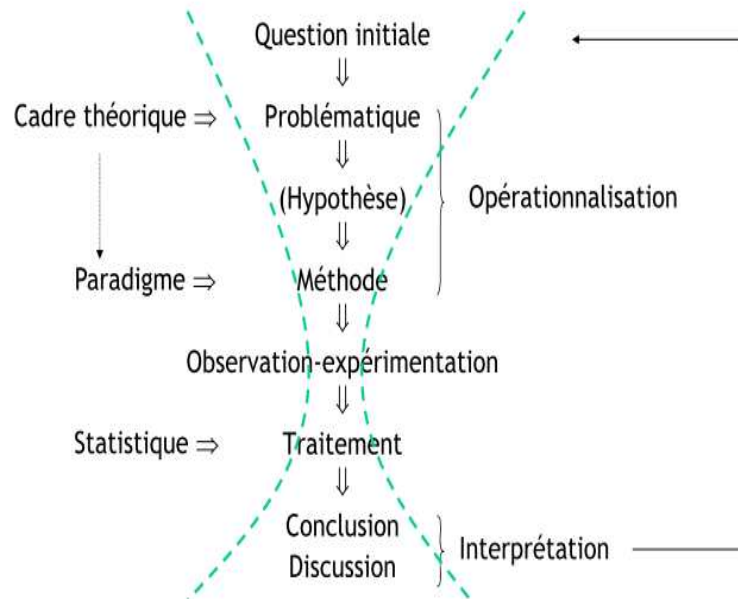 Question initiale
⇓
Cadre théorique ⇒ Problématique
⇓
(Hypothèse) Opérationnalisation
⇓
Paradigme ⇒ Méthode
⇓
Observation-expérimentation
⇓
Statistique ⇒ Traitement
⇓
Conclusion
Discussion Interprétation